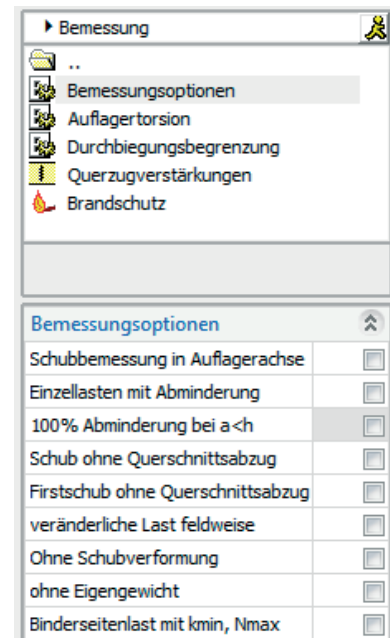 Bemessung
..
Bemessungsoptionen
Auflagertorsion
Durchbiegungsbegrenzung
Querzugverstärkungen
Brandschutz
Bemessungsoptionen
Schubbemessung in Auflagerachse
Einzellasten mit Abminderung
100% Abminderung bei a<h
Schub ohne Querschnittsabzug
Firstschub ohne Querschnittsabzug
veränderliche Last feldweise
Ohne Schubverformung
ohne Eigengewicht
Binderseitenlast mit kmin, Nmax